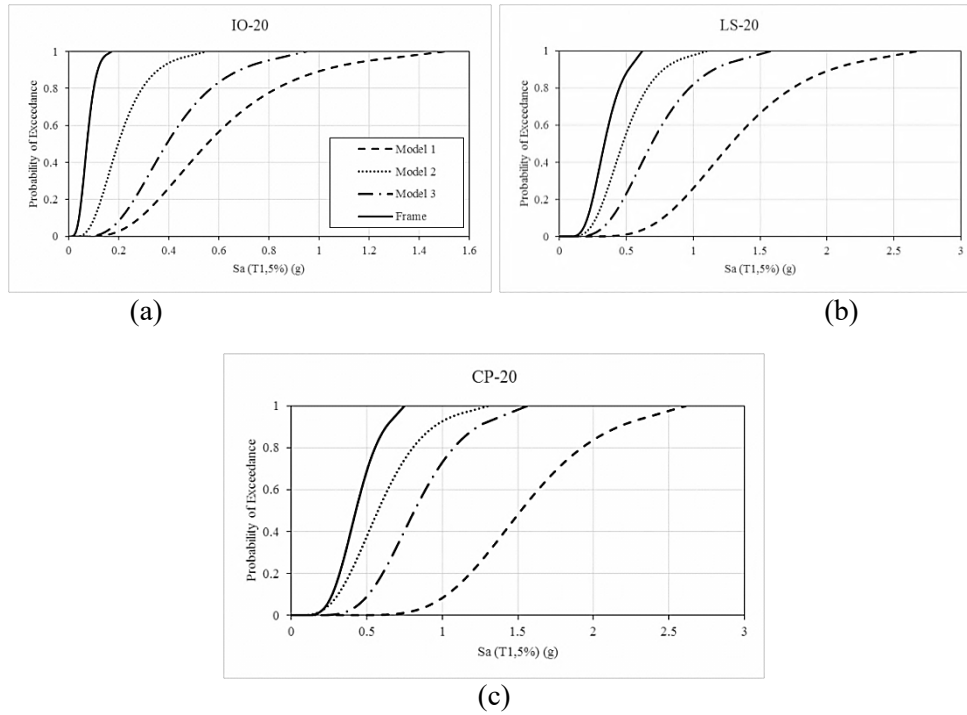 IO-20
Probability of Exceedance
1
0.8
0.6
0.4
0.2
0
0 0.2 0.4 0.6 0.8 1 1.2 1.4 1.6
Sa (T1,5%) (g)
Model 1
Model 2
Model 3
Frame
(a)
LS-20
Probability of Exceedance
1
0.8
0.6
0.4
0.2
0
0 0.5 1 1.5 2 2.5 3
Sa (T1,5%) (g)
(b)
CP-20
Probability of Exceedance
1
0.8
0.6
0.4
0.2
0
0 0.5 1 1.5 2 2.5 3
Sa (T1,5%) (g)
(c)